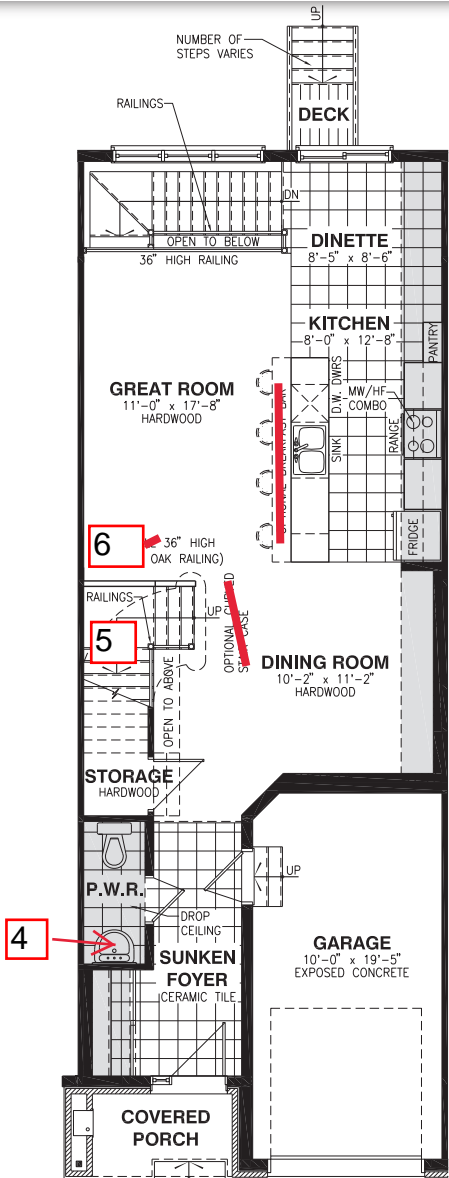 UP
NUMBER OF
STEPS VARIES
DECK
RAILINGS
DN
OPEN TO BELOW
36" HIGH RAILING
DINETTE
8'-5" x 8'-6"
KITCHEN
8'-0" x 12'-8"
PANTRY
GREAT ROOM
11'-0" x 17'-8"
HARDWOOD
D.W. DWRS
MW/HF
COMBO
RANGE
SINK
OPTIONAL BREAKFAST BAR
FRIDGE
6
36" HIGH
OAK RAILING)
RAILINGS
UP
5
OPTIONAL
CASE
OPEN TO ABOVE
DINING ROOM
10'-2" x 11'-2"
HARDWOOD
STORAGE
HARDWOOD
P.W.R.
UP
DROP
CEILING
4
SUNKEN
FOYER
CERAMIC TILE
GARAGE
10'-0" x 19'-5"
EXPOSED CONCRETE
COVERED
PORCH